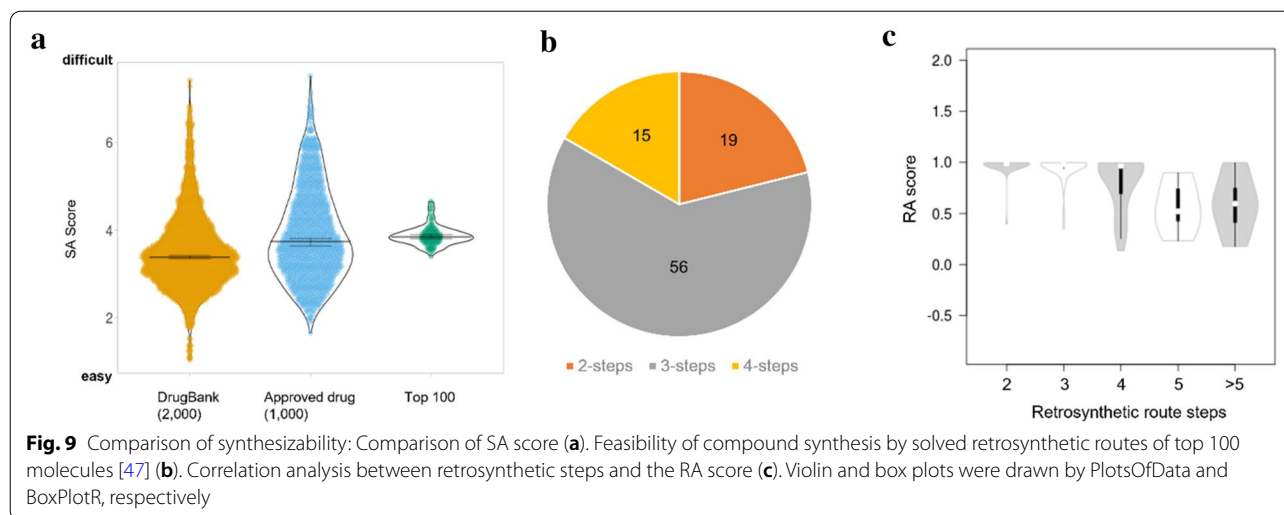 a
difficult
SA Score
6
4
2
easy
DrugBank
(2,000)
Approved drug
(1,000)
Top 100
b
15
19
56
2-steps 3-steps 4-steps
c
RA score
2.0
1.5
1.0
0.5
0.0
-0.5
2 3 4 5 >5
Retrosynthetic route steps
Fig. 9 Comparison of synthesizability: Comparison of SA score (a). Feasibility of compound synthesis by solved retrosynthetic routes of top 100
molecules [47] (b). Correlation analysis between retrosynthetic steps and the RA score (c). Violin and box plots were drawn by PlotsOfData and
BoxPlotR, respectively